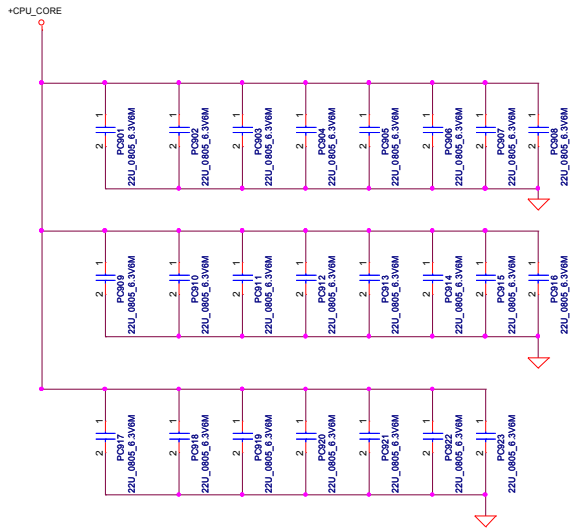 +CPU_CORE
1
2
PC901
22U_0805_6.3V6M
1
2
PC902
22U_0805_6.3V6M
1
2
PC903
22U_0805_6.3V6M
1
2
PC904
22U_0805_6.3V6M
1
2
PC905
22U_0805_6.3V6M
1
2
PC906
22U_0805_6.3V6M
1
2
PC907
22U_0805_6.3V6M
1
2
PC908
22U_0805_6.3V6M
1
2
PC909
22U_0805_6.3V6M
1
2
PC910
22U_0805_6.3V6M
1
2
PC911
22U_0805_6.3V6M
1
2
PC912
22U_0805_6.3V6M
1
2
PC913
22U_0805_6.3V6M
1
2
PC914
22U_0805_6.3V6M
1
2
PC915
22U_0805_6.3V6M
1
2
PC916
22U_0805_6.3V6M
1
2
PC917
22U_0805_6.3V6M
1
2
PC918
22U_0805_6.3V6M
1
2
PC919
22U_0805_6.3V6M
1
2
PC920
22U_0805_6.3V6M
1
2
PC921
22U_0805_6.3V6M
1
2
PC922
22U_0805_6.3V6M
1
2
PC923
22U_0805_6.3V6M